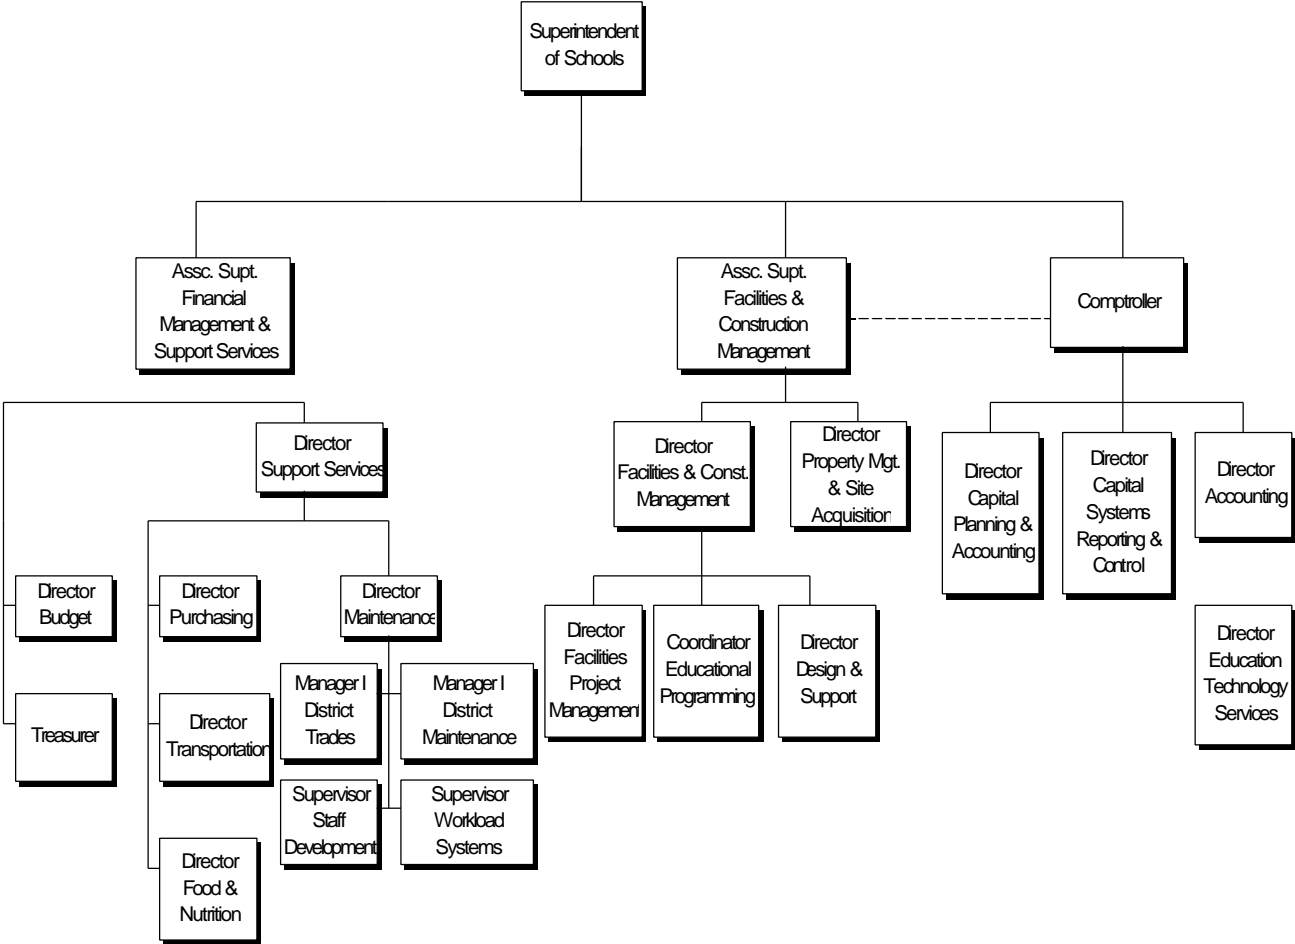 Superintendent
of Schools
Assc. Supt.
Financial
Management &
Support Services
Assc. Supt.
Facilities &
Construction
Management
Comptroller
Director
Support Services
Director
Facilities & Const.
Management
Director
Property Mgt.
& Site
Acquisition
Director
Capital
Planning &
Accounting
Director
Capital
Systems
Reporting &
Control
Director
Accounting
Director
Budget
Director
Purchasing
Director
Maintenance
Director
Facilities
Project
Management
Coordinator
Educational
Programming
Director
Design &
Support
Director
Education
Technology
Services
Treasurer
Director
Transportation
Manager I
District
Trades
Manager I
District
Maintenance
Supervisor
Staff
Development
Supervisor
Workload
Systems
Director
Food &
Nutrition